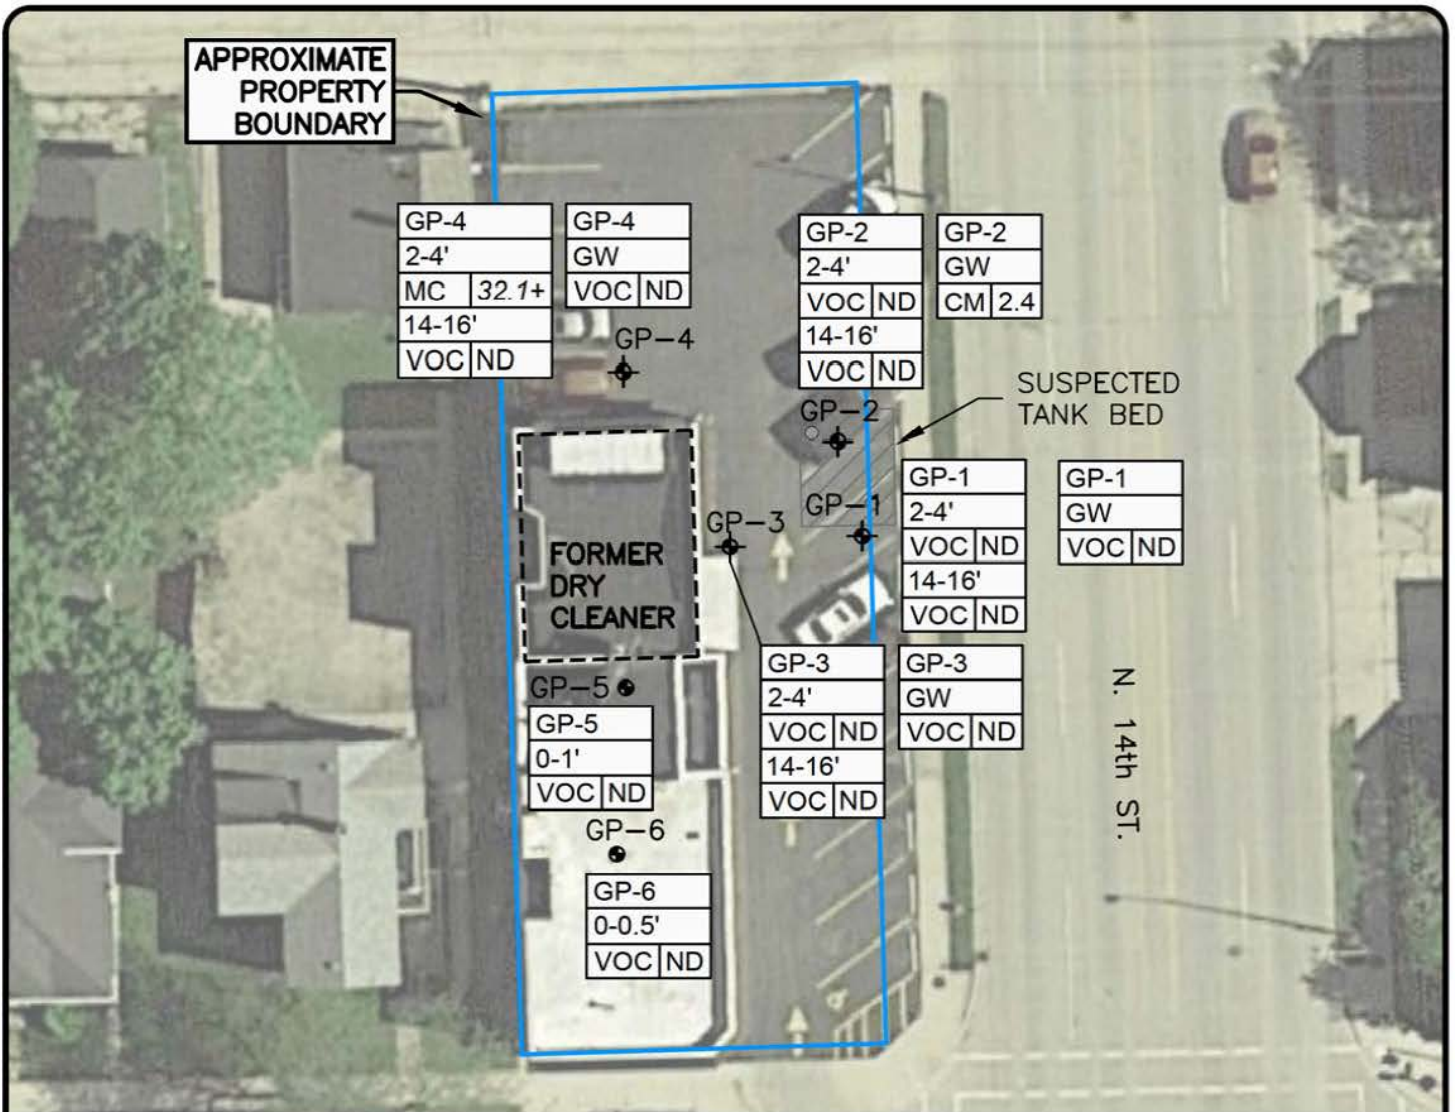 APPROXIMATE
PROPERTY
BOUNDARY
GP-4
2-4'
MC 32.1+
14-16'
VOC ND
GP-4
GW
VOC ND
GP-2
2-4'
VOC ND
14-16'
VOC ND
GP-2
GW
CM 2.4
GP-4
SUSPECTED
TANK BED
GP-2
GP-1
2-4'
VOC ND
14-16'
VOC ND
GP-1
GW
VOC ND
GP-1
GP-3
FORMER
DRY
CLEANER
GP-3
2-4'
VOC ND
14-16'
VOC ND
GP-3
GW
VOC ND
N. 14th ST.
GP-5
GP-5
0-1'
VOC ND
GP-6
GP-6
0-0.5'
VOC ND